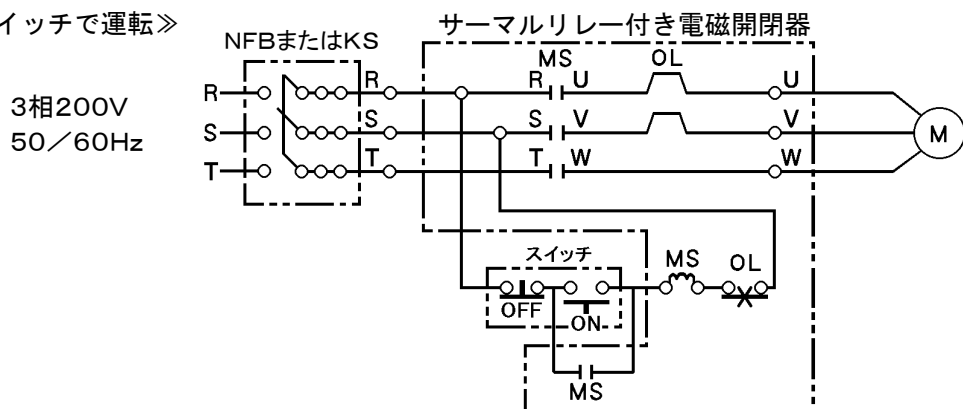 イッチで運転≫
サーマルリレー付き電磁開閉器
NFBまたはKS
3相200V
50／60Hz
R R R MS U OL U
S S S V V
T T T W W
M
スイッチ
OFF ON
MS OL
MS